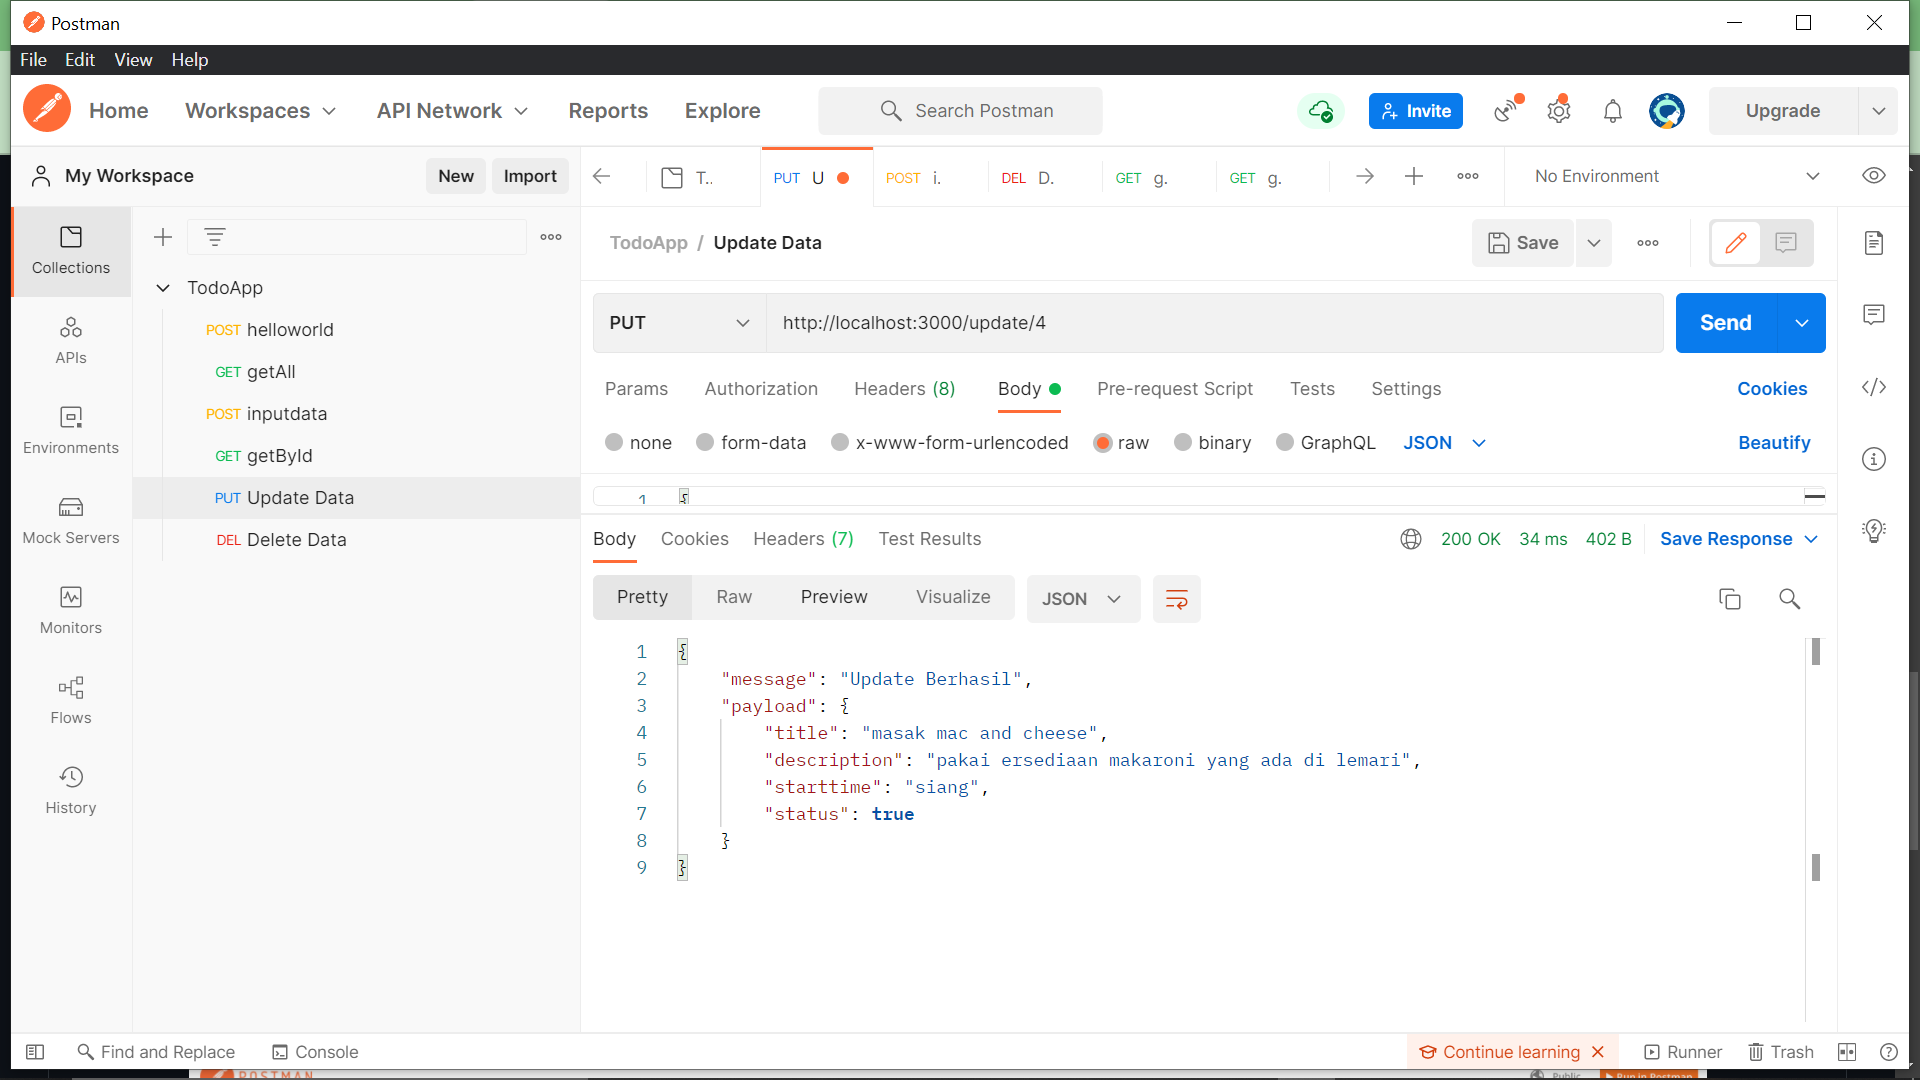 Postman
File Edit View Help
Home Workspaces API Network Reports Explore Search Postman Invite Upgrade
My Workspace New Import
T.. PUT U POST i. DEL D. GET g. GET g. No Environment
Collections
APIs
Environments
Mock Servers
Monitors
Flows
History
TodoApp
POST helloworld
GET getAll
POST inputdata
GET getById
PUT Update Data
DEL Delete Data
TodoApp / Update Data Save
PUT http://localhost:3000/update/4 Send
Params Authorization Headers (8) Body Pre-request Script Tests Settings Cookies
none form-data x-www-form-urlencoded raw binary GraphQL JSON Beautify
1 {
Body Cookies Headers (7) Test Results 200 OK 34 ms 402 B Save Response
Pretty Raw Preview Visualize JSON
1 {
2 "message": "Update Berhasil",
3 "payload": {
4 "title": "masak mac and cheese",
5 "description": "pakai ersediaan makaroni yang ada di lemari",
6 "starttime": "siang",
7 "status": true
8 }
9 }
Find and Replace Console Continue learning Runner Trash
POSTMAN Public Run in Postman